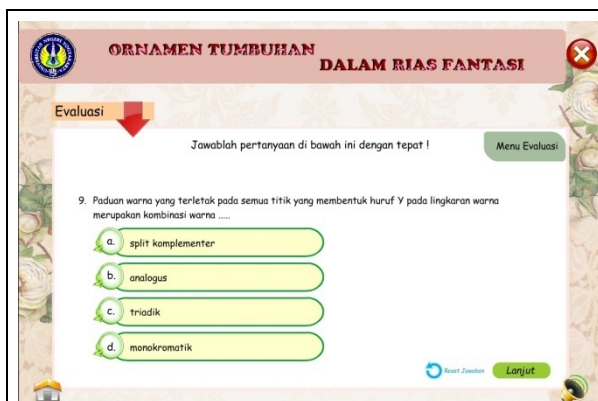 ORNAMEN TUMBUHAN
DALAM RIAS FANTASI
Evaluasi
Jawablah pertanyaan di bawah ini dengan tepat !
Menu Evaluasi
9. Paduan warna yang terletak pada semua titik yang membentuk huruf Y pada lingkaran warna
merupakan kombinasi warna .....
a. split komplementer
b. analogus
c. triadik
d. monokromatik
Reset Jawaban
Lanjut